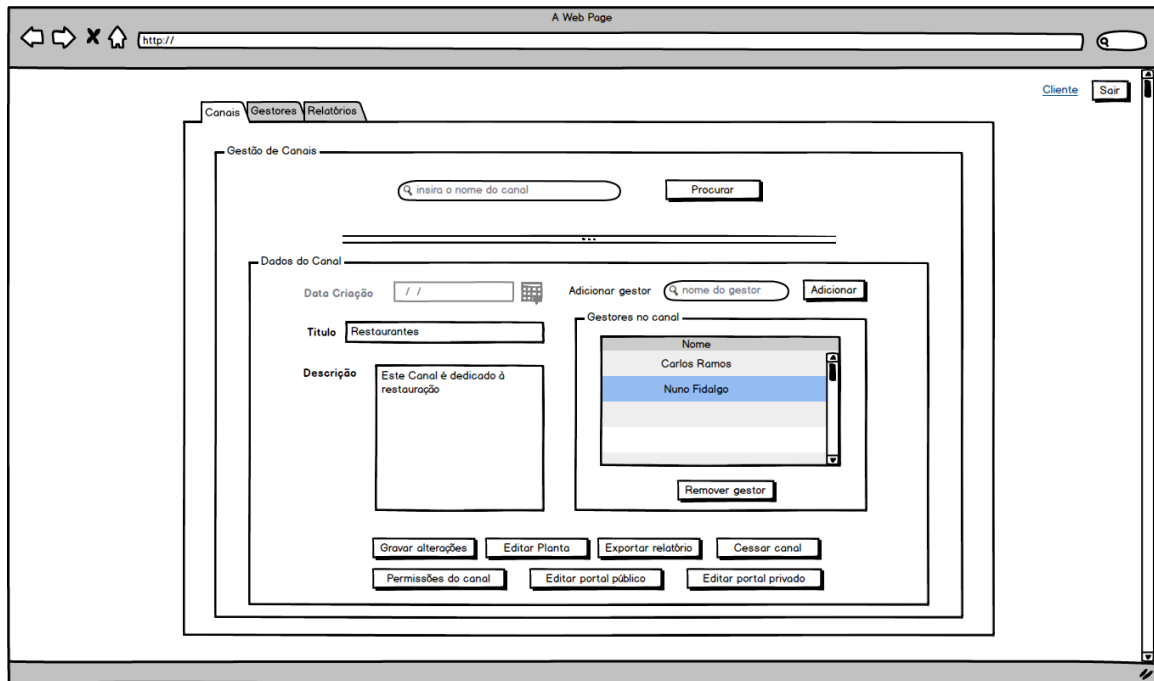 A Web Page
http://
Cliente
Sair
Canais
Gestores
Relatórios
Gestão de Canais
insira o nome do canal
Procurar
Dados do Canal
Data Criação
/ /
Adicionar gestor
nome do gestor
Adicionar
Titulo
Restaurantes
Gestores no canal
Nome
Carlos Ramos
Nuno Fidalgo
Descrição
Este Canal é dedicado à
restauração
Remover gestor
Gravar alterações
Editar Planta
Exportar relatório
Cessar canal
Permissões do canal
Editar portal público
Editar portal privado